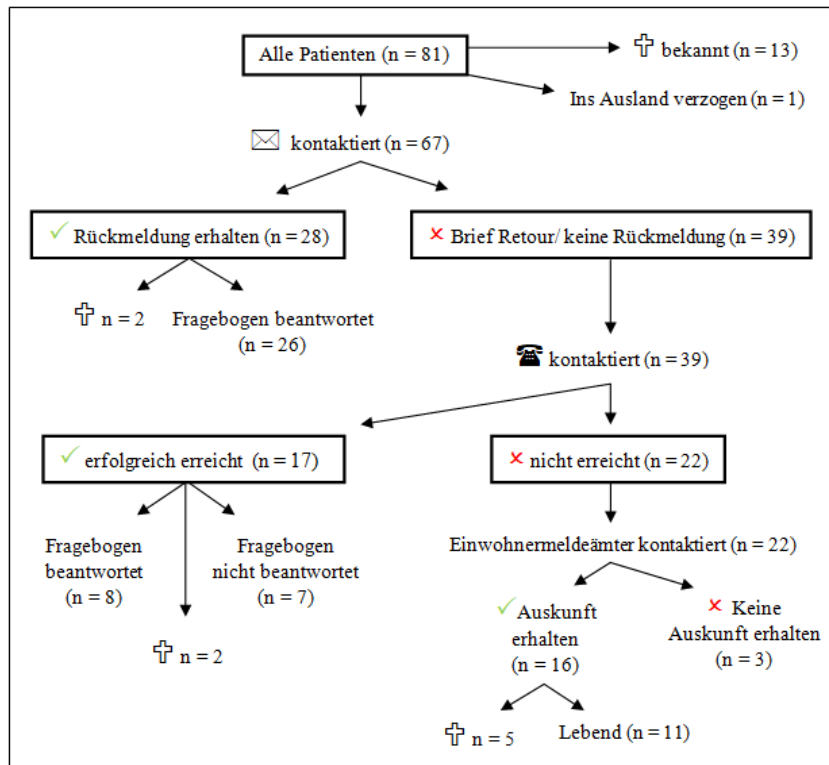 Alle Patienten (n = 81)
✞ bekannt (n = 13)
Ins Ausland verzogen (n = 1)
✉ kontaktiert (n = 67)
✓ Rückmeldung erhalten (n = 28)
✗ Brief Retour/ keine Rückmeldung (n = 39)
✞ n = 2
Fragebogen beantwortet
(n = 26)
☎ kontaktiert (n = 39)
✓ erfolgreich erreicht (n = 17)
✗ nicht erreicht (n = 22)
Fragebogen
beantwortet
(n = 8)
Fragebogen
nicht beantwortet
(n = 7)
✞ n = 2
Einwohnermeldeämter kontaktiert (n = 22)
✓ Auskunft
erhalten
(n = 16)
✗ Keine
Auskunft erhalten
(n = 3)
✞ n = 5
Lebend (n = 11)